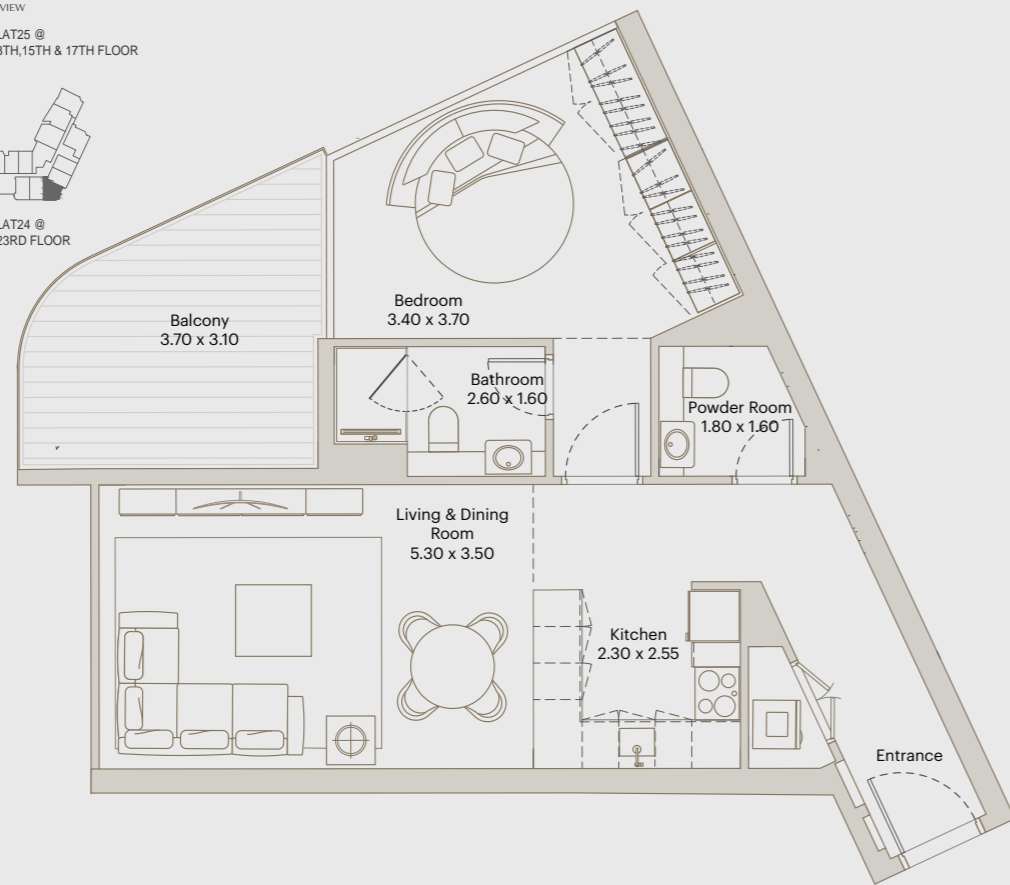 VIEW
LAT25 @
3TH,15TH & 17TH FLOOR
LAT24 @
23RD FLOOR
Bedroom
3.40 x 3.70
Balcony
3.70 x 3.10
Bathroom
2.60 x 1.60
Powder Room
1.80 x 1.60
Living & Dining
Room
5.30 x 3.50
Kitchen
2.30 x 2.55
Entrance